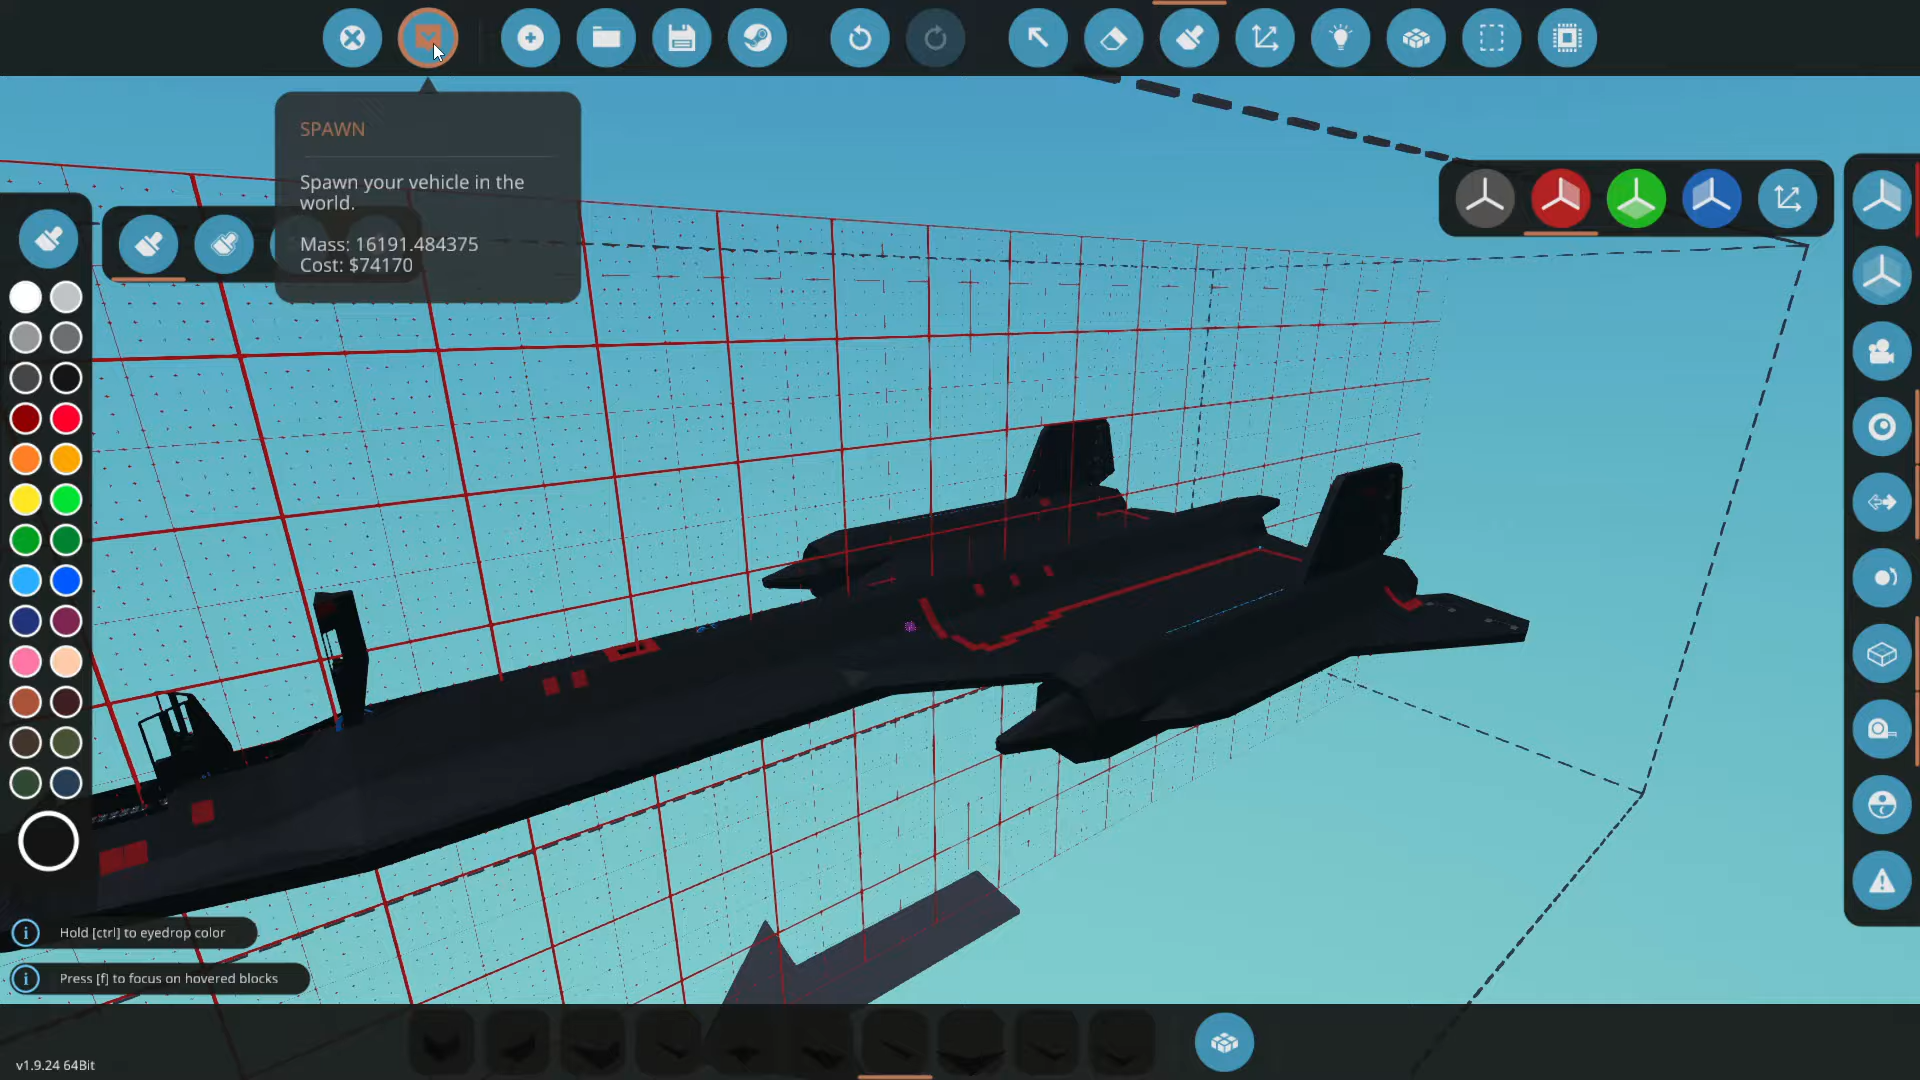 SPAWN
Spawn your vehicle in the
world.
Mass: 16191.484375
Cost: $74170
Hold [ctrl] to eyedrop color
Press [f] to focus on hovered blocks
v1.9.24 64Bit